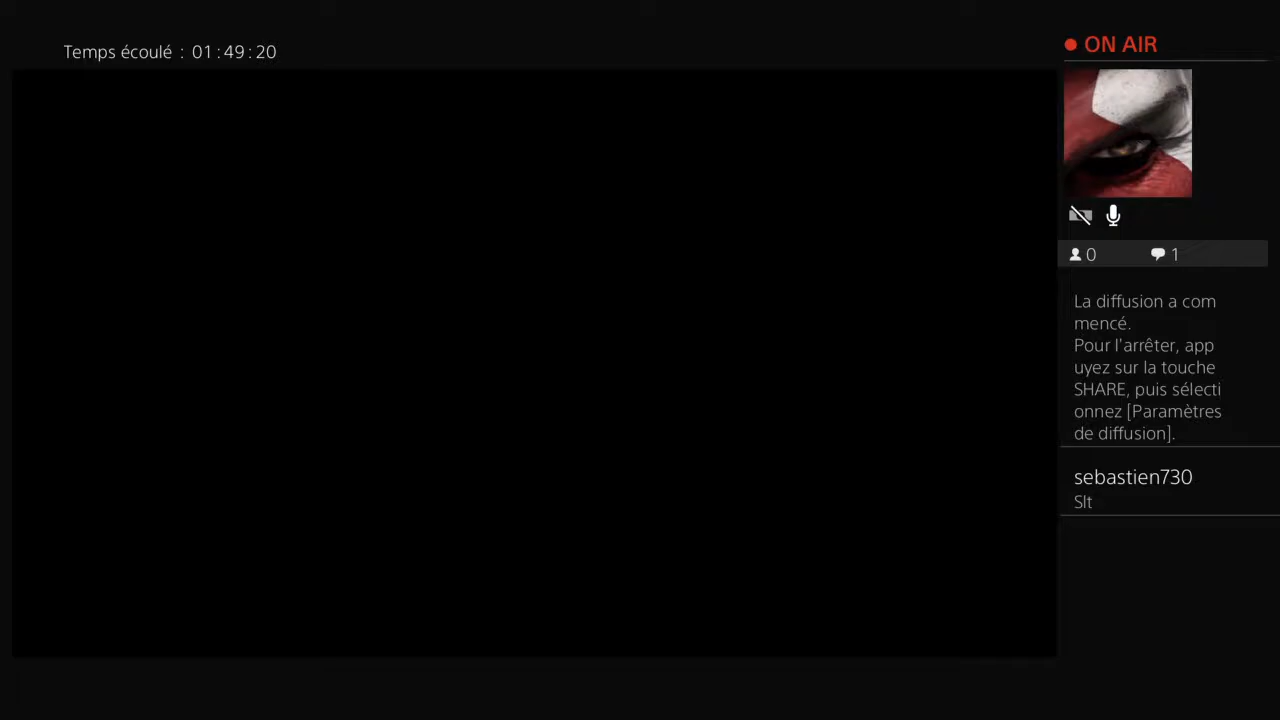 Temps écoulé : 01:49:20
ON AIR
0 1
La diffusion a com
mencé.
Pour l'arrêter, app
uyez sur la touche
SHARE, puis sélecti
onnez [Paramètres
de diffusion].
sebastien730
Slt